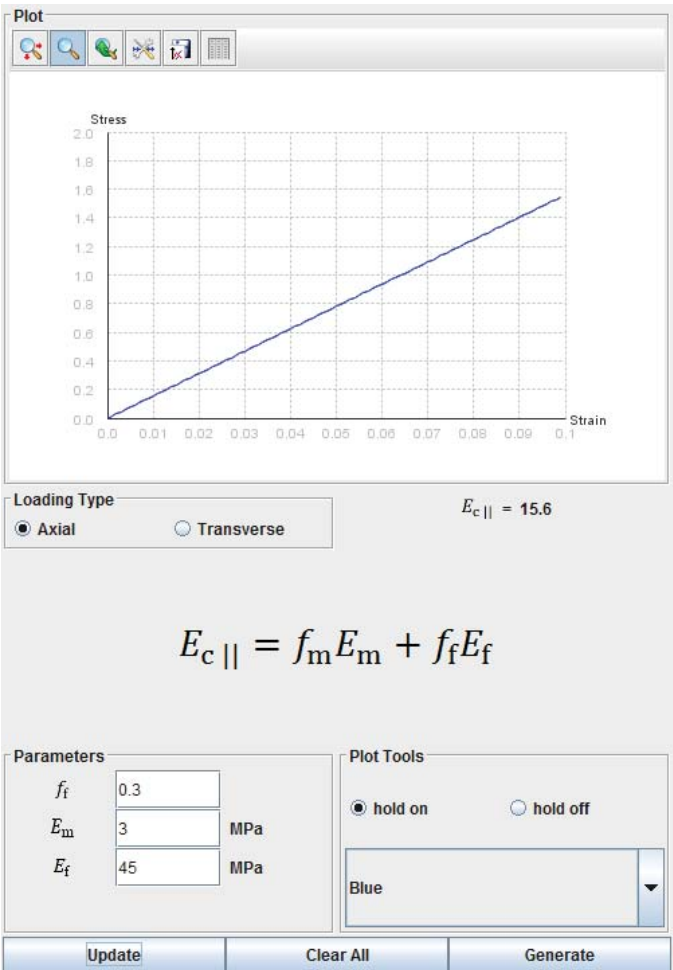 Plot
Stress
2.0
1.8
1.6
1.4
1.2
1.0
0.8
0.6
0.4
0.2
0.0
0.0 0.01 0.02 0.03 0.04 0.05 0.06 0.07 0.08 0.09 0.1
Strain
Loading Type
Axial Transverse
E_c || = 15.6
E_c || = f_m E_m + f_f E_f
Parameters
f_f 0.3
E_m 3 MPa
E_f 45 MPa
Plot Tools
hold on hold off
Blue
Update Clear All Generate